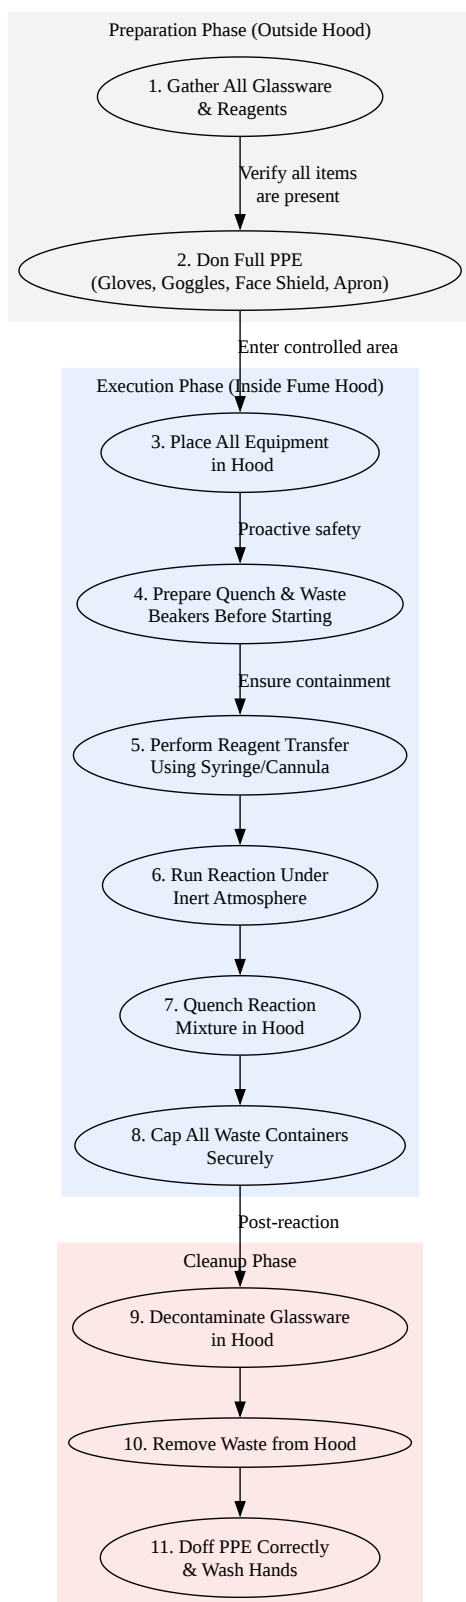 Preparation Phase (Outside Hood)
1. Gather All Glassware
& Reagents
Verify all items
are present
2. Don Full PPE
(Gloves, Goggles, Face Shield, Apron)
Enter controlled area
Execution Phase (Inside Fume Hood)
3. Place All Equipment
in Hood
Proactive safety
4. Prepare Quench & Waste
Beakers Before Starting
Ensure containment
5. Perform Reagent Transfer
Using Syringe/Cannula
6. Run Reaction Under
Inert Atmosphere
7. Quench Reaction
Mixture in Hood
8. Cap All Waste Containers
Securely
Post-reaction
Cleanup Phase
9. Decontaminate Glassware
in Hood
10. Remove Waste from Hood
11. Doff PPE Correctly
& Wash Hands